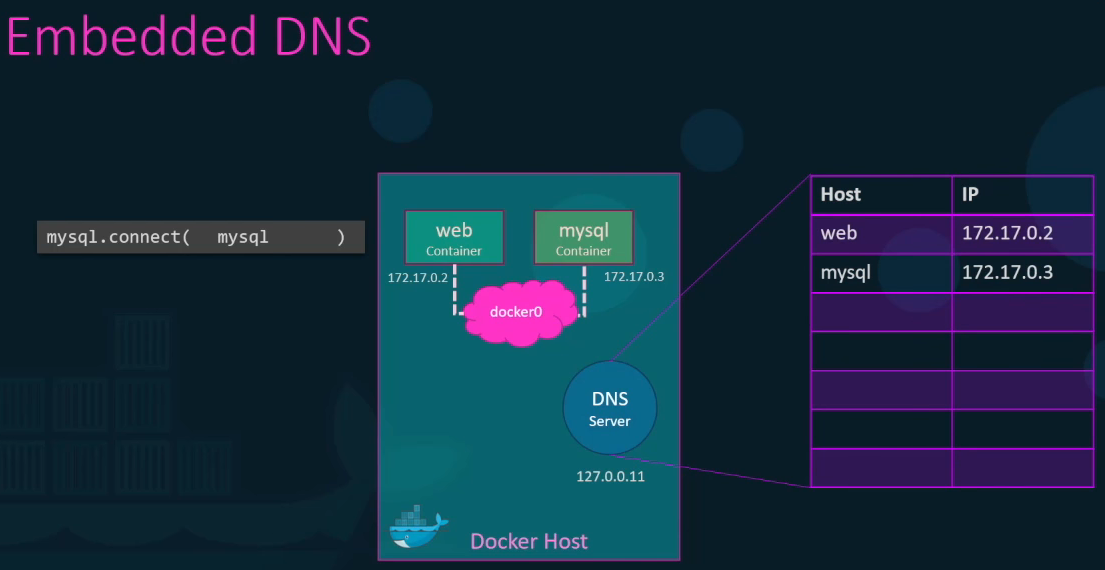 Embedded DNS
mysql.connect( mysql )
web
Container
172.17.0.2
mysql
Container
172.17.0.3
docker0
DNS
Server
127.0.0.11
Docker Host
Host IP
web 172.17.0.2
mysql 172.17.0.3